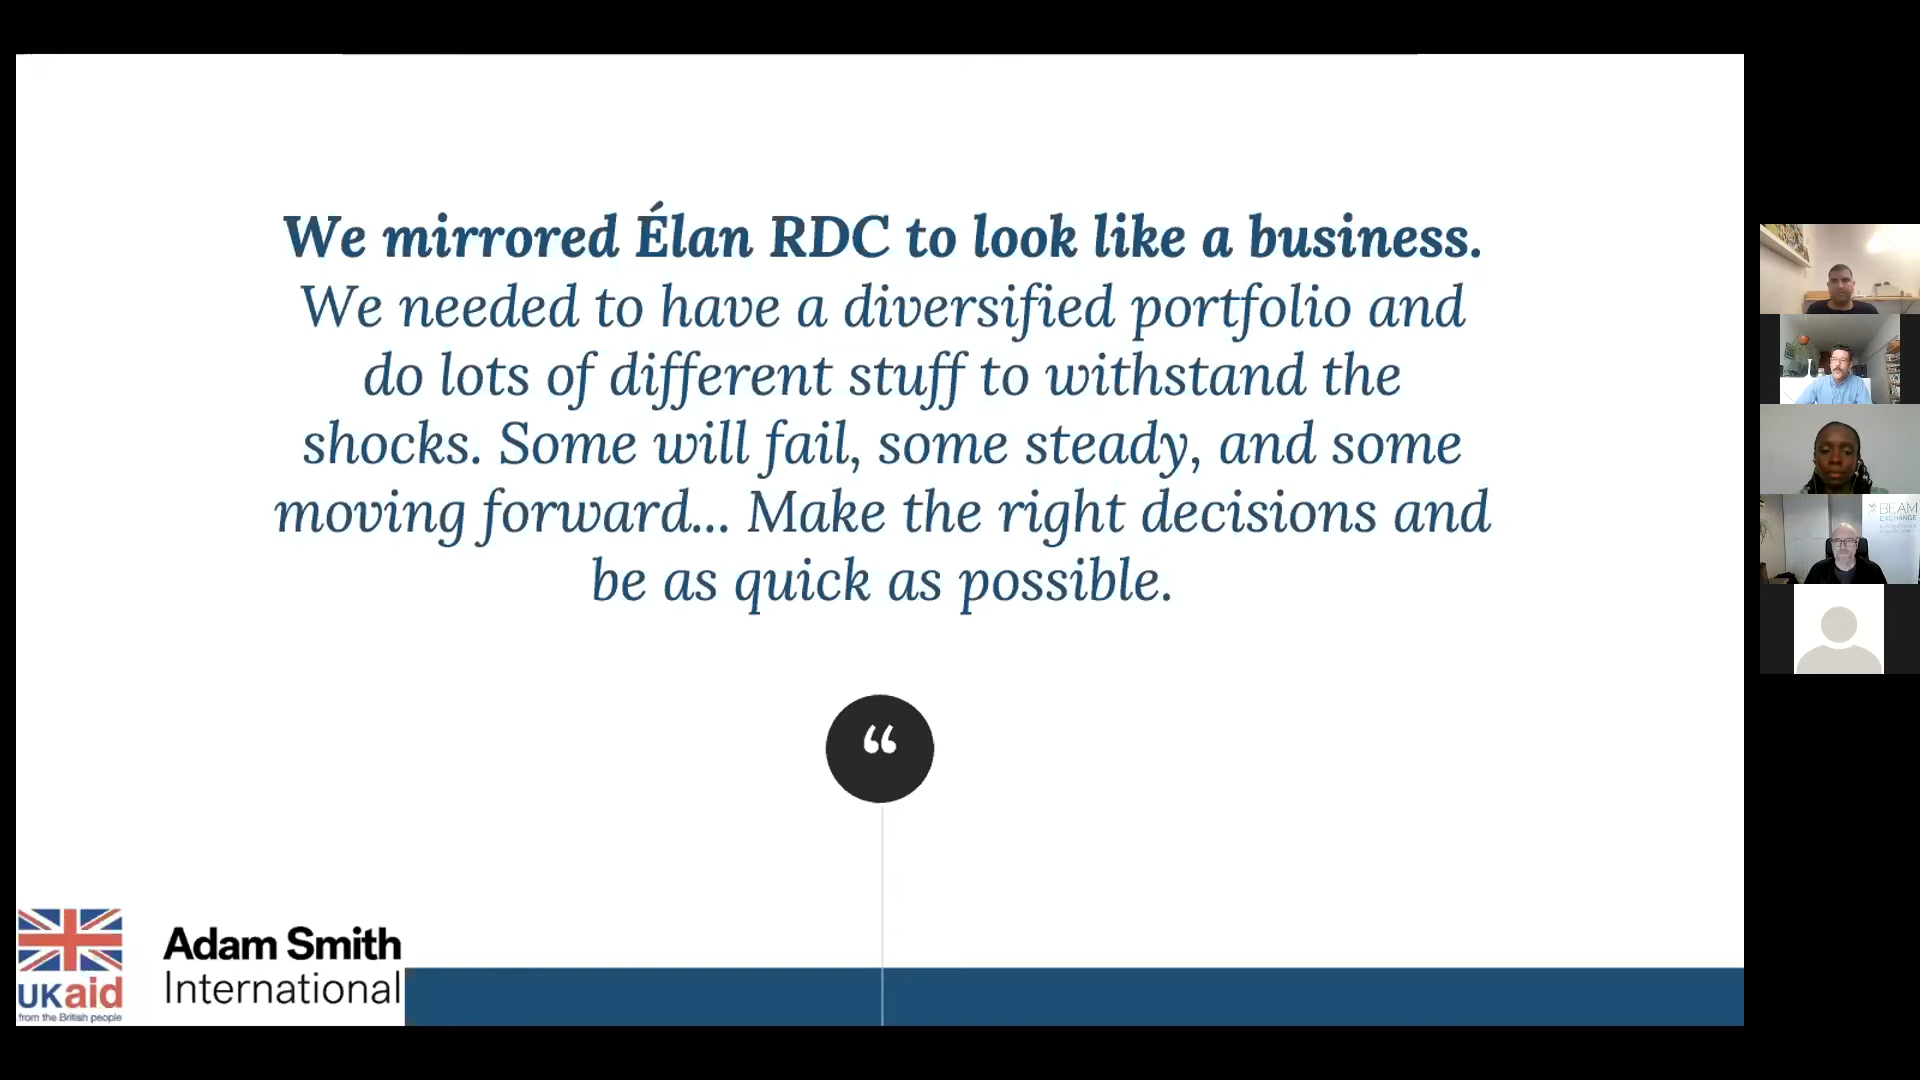 We mirrored Élan RDC to look like a business.
We needed to have a diversified portfolio and
do lots of different stuff to withstand the
shocks. Some will fail, some steady, and some
moving forward... Make the right decisions and
be as quick as possible.
“
UKaid
from the British people
Adam Smith
International
BEAM
EXCHANGE